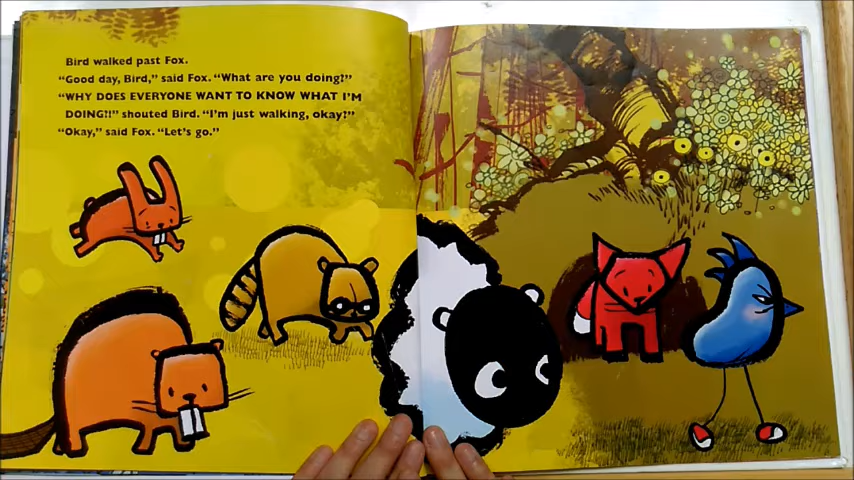 Bird walked past Fox.
“Good day, Bird,” said Fox. “What are you doing?”
“WHY DOES EVERYONE WANT TO KNOW WHAT I’M
DOING?!” shouted Bird. “I’m just walking, okay?”
“Okay,” said Fox. “Let’s go.”